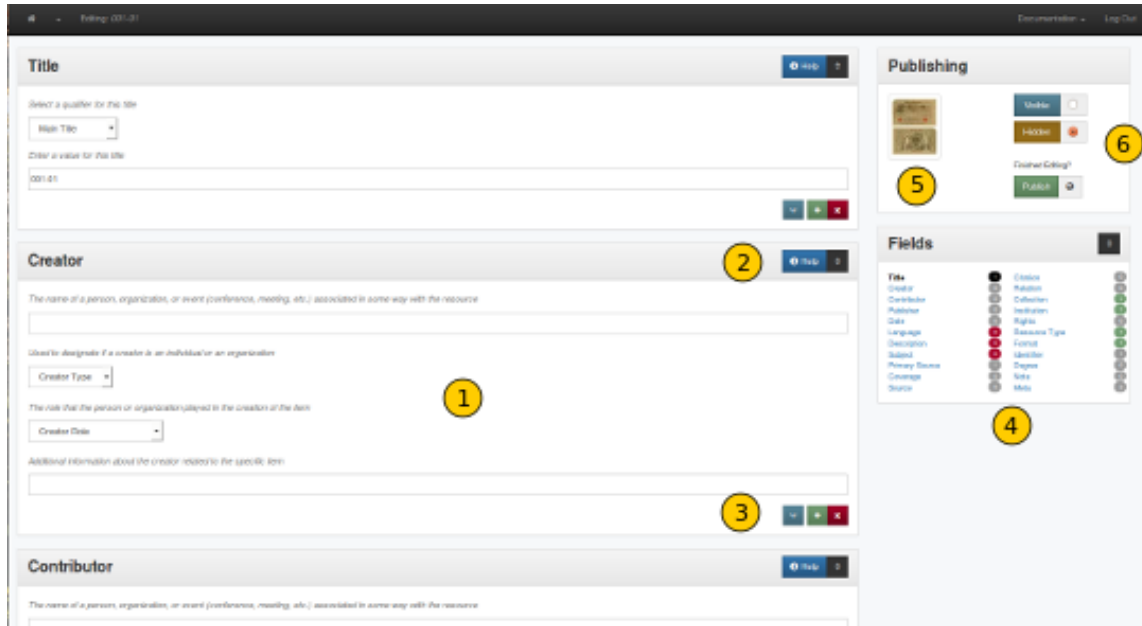 Editing: 001-01
Documentation
Log Out
Title
Help
Select a qualifier for this title
Main Title
Enter a value for this title
001-01
Creator
2
Help
The name of a person, organization, or event (conference, meeting, etc.) associated in some way with the resource
Used to designate if a creator is an individual or an organization
Creator Type
1
The role that the person or organization played in the creation of the item
Creator Role
Additional information about the creator related to the specific item
3
Contributor
Help
The name of a person, organization, or event (conference, meeting, etc.) associated in some way with the resource
Publishing
Visible
Hidden
6
Finished Editing?
5
Publish
Fields
Title
Creator
Contributor
Publisher
Date
Language
Description
Subject
Primary Source
Coverage
Source
Citation
Relation
Collection
Institution
Rights
Resource Type
Format
Identifier
Degree
Note
Meta
4